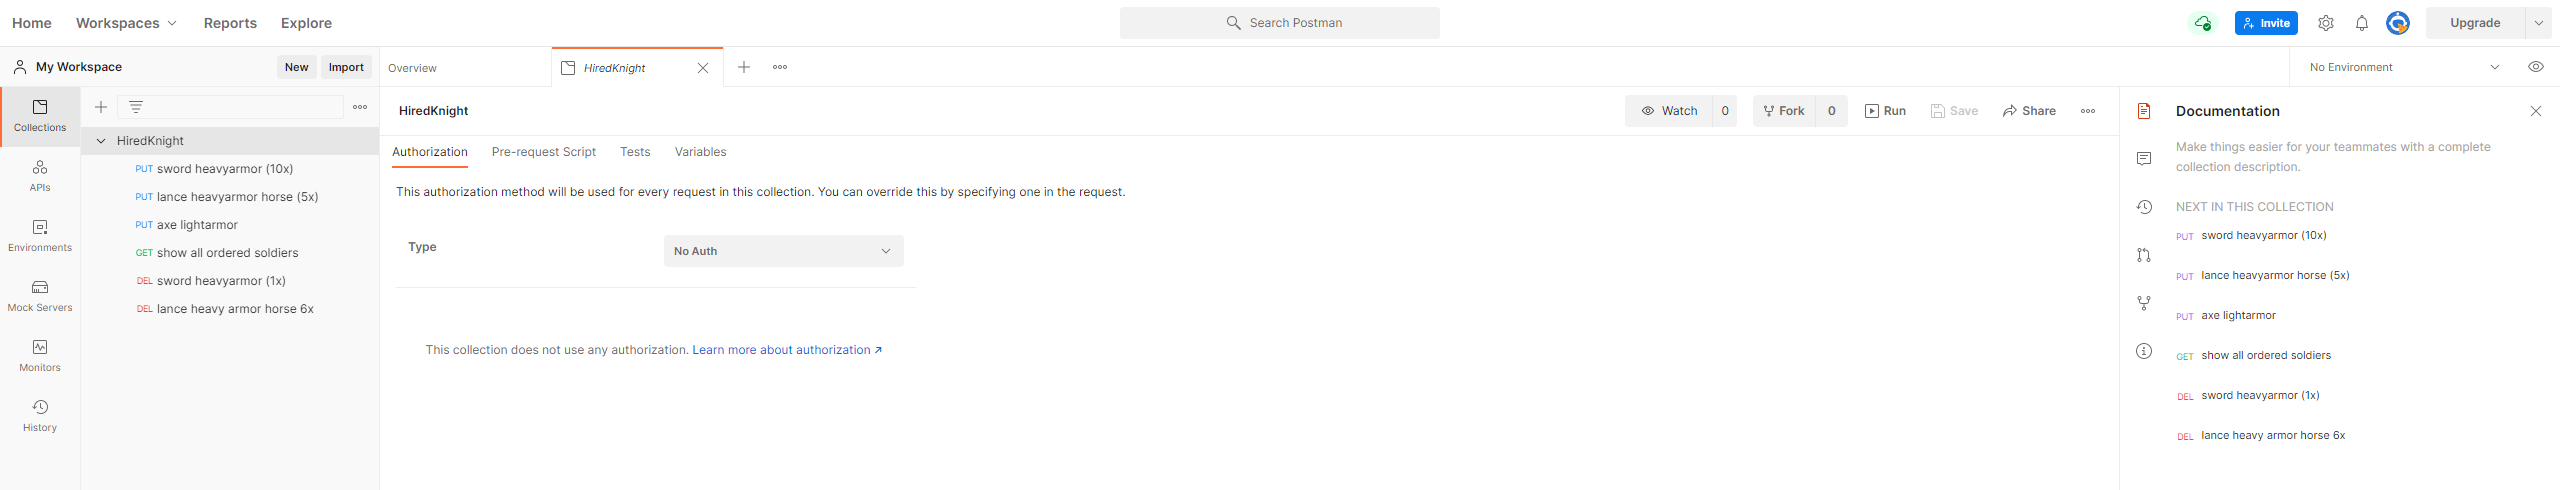 Home Workspaces Reports Explore Search Postman Invite Upgrade
My Workspace New Import Overview HiredKnight No Environment
Collections
APIs
Environments
Mock Servers
Monitors
History
HiredKnight
PUT sword heavyarmor (10x)
PUT lance heavyarmor horse (5x)
PUT axe lightarmor
GET show all ordered soldiers
DEL sword heavyarmor (1x)
DEL lance heavy armor horse 6x
HiredKnight Watch 0 Fork 0 Run Save Share
Authorization Pre-request Script Tests Variables
This authorization method will be used for every request in this collection. You can override this by specifying one in the request.
Type No Auth
This collection does not use any authorization. Learn more about authorization ↗
Documentation
Make things easier for your teammates with a complete
collection description.
NEXT IN THIS COLLECTION
PUT sword heavyarmor (10x)
PUT lance heavyarmor horse (5x)
PUT axe lightarmor
GET show all ordered soldiers
DEL sword heavyarmor (1x)
DEL lance heavy armor horse 6x